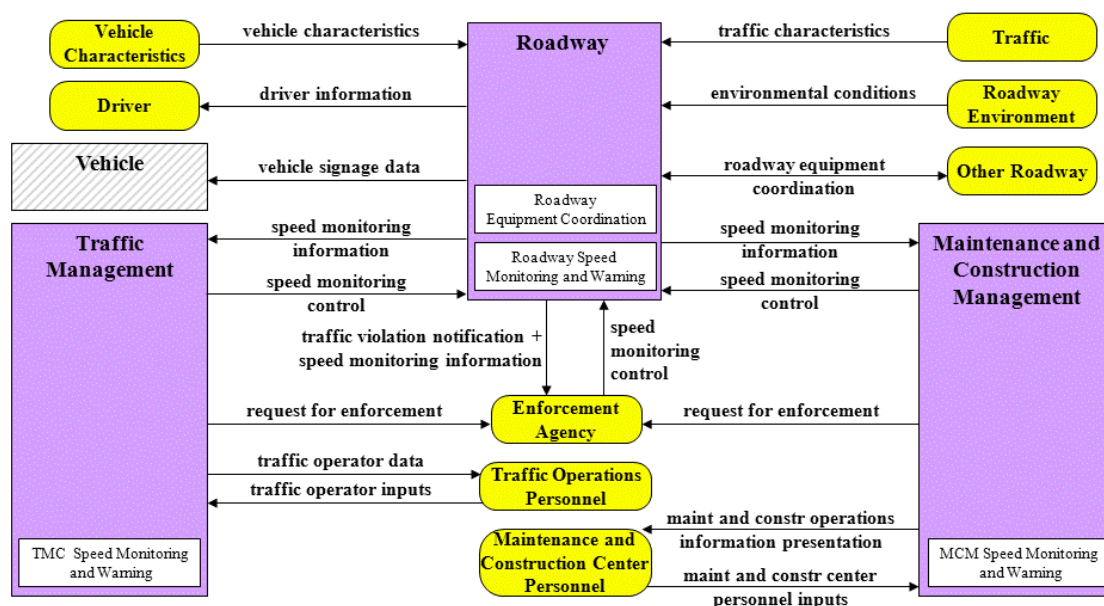 Vehicle
Characteristics
vehicle characteristics
Roadway
traffic characteristics
Traffic
Driver
driver information
environmental conditions
Roadway
Environment
Vehicle
vehicle signage data
roadway equipment
coordination
Other Roadway
Roadway
Equipment Coordination
Traffic
Management
speed monitoring
information
Roadway Speed
Monitoring and Warning
speed monitoring
information
Maintenance and
Construction
Management
speed monitoring
control
speed monitoring
control
traffic violation notification +
speed monitoring information
speed
monitoring
control
request for enforcement
Enforcement
Agency
request for enforcement
traffic operator data
traffic operator inputs
Traffic Operations
Personnel
TMC Speed Monitoring
and Warning
Maintenance and
Construction Center
Personnel
maint and constr operations
information presentation
maint and constr center
personnel inputs
MCM Speed Monitoring
and Warning